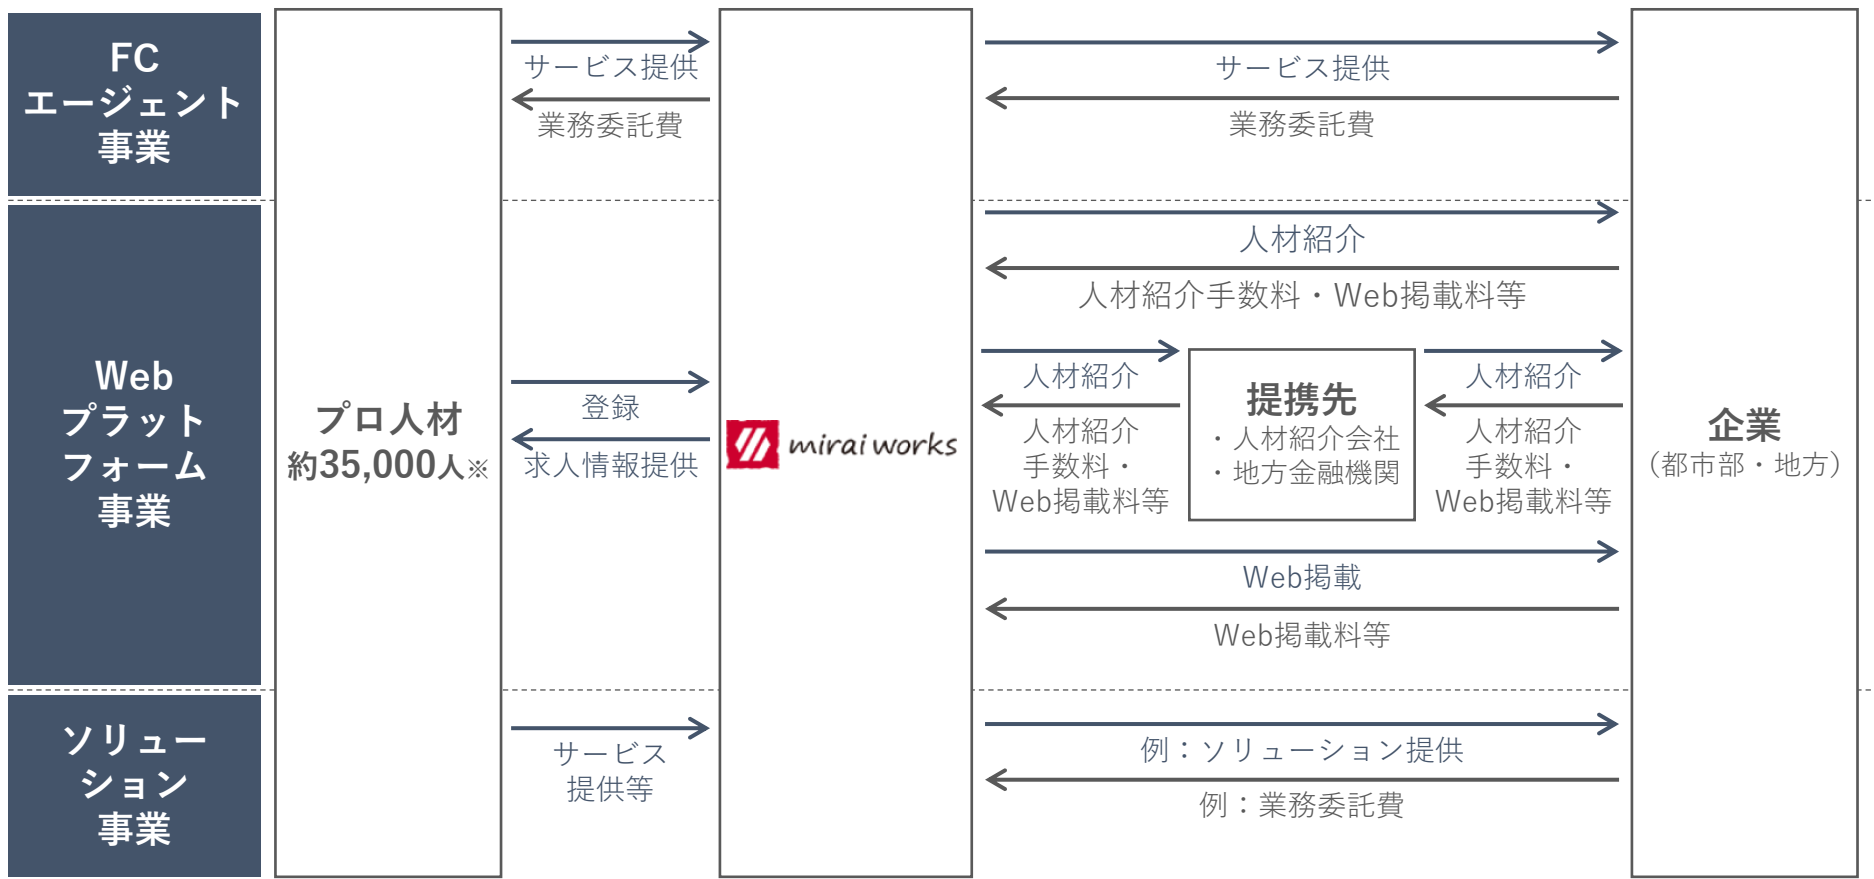 FC
エージェント
事業
サービス提供
業務委託費
サービス提供
業務委託費
Web
プラット
フォーム
事業
プロ人材
約35,000人※
登録
求人情報提供
mirai works
人材紹介
人材紹介手数料・Web掲載料等
人材紹介
人材紹介
手数料・
Web掲載料等
提携先
・人材紹介会社
・地方金融機関
人材紹介
人材紹介
手数料・
Web掲載料等
Web掲載
Web掲載料等
企業
（都市部・地方）
ソリュー
ション
事業
サービス
提供等
例：ソリューション提供
例：業務委託費